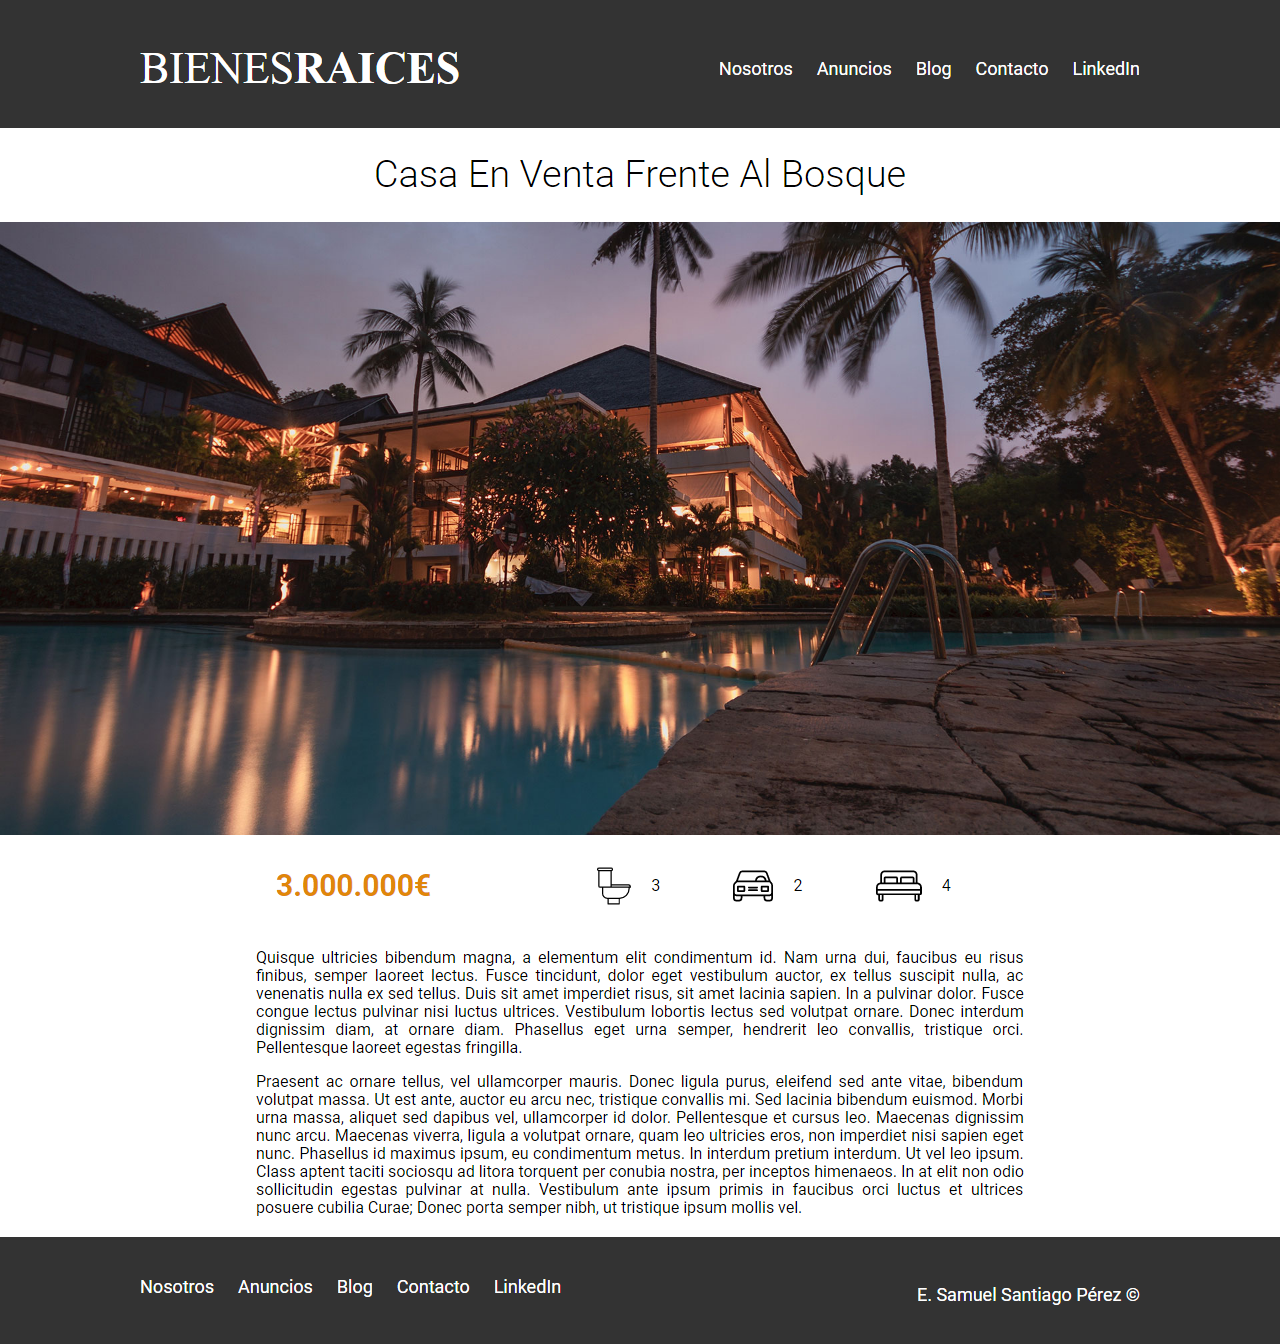 BIENESRAICES
Nosotros Anuncios Blog Contacto LinkedIn
Casa En Venta Frente Al Bosque
3.000.000€ 3 2 4
Quisque ultricies bibendum magna, a elementum elit condimentum id. Nam urna dui, faucibus eu risus
finibus, semper laoreet lectus. Fusce tincidunt, dolor eget vestibulum auctor, ex tellus suscipit nulla, ac
venenatis nulla ex sed tellus. Duis sit amet imperdiet risus, sit amet lacinia sapien. In a pulvinar dolor. Fusce
congue lectus pulvinar nisi luctus ultrices. Vestibulum lobortis lectus sed volutpat ornare. Donec interdum
dignissim diam, at ornare diam. Phasellus eget urna semper, hendrerit leo convallis, tristique orci.
Pellentesque laoreet egestas fringilla.
Praesent ac ornare tellus, vel ullamcorper mauris. Donec ligula purus, eleifend sed ante vitae, bibendum
volutpat massa. Ut est ante, auctor eu arcu nec, tristique convallis mi. Sed lacinia bibendum euismod. Morbi
urna massa, aliquet sed dapibus vel, ullamcorper id dolor. Pellentesque et cursus leo. Maecenas dignissim
nunc arcu. Maecenas viverra, ligula a volutpat ornare, quam leo ultricies eros, non imperdiet nisi sapien eget
nunc. Phasellus id maximus ipsum, eu condimentum metus. In interdum pretium interdum. Ut vel leo ipsum.
Class aptent taciti sociosqu ad litora torquent per conubia nostra, per inceptos himenaeos. In at elit non odio
sollicitudin egestas pulvinar at nulla. Vestibulum ante ipsum primis in faucibus orci luctus et ultrices
posuere cubilia Curae; Donec porta semper nibh, ut tristique ipsum mollis vel.
Nosotros Anuncios Blog Contacto LinkedIn
E. Samuel Santiago Pérez ©